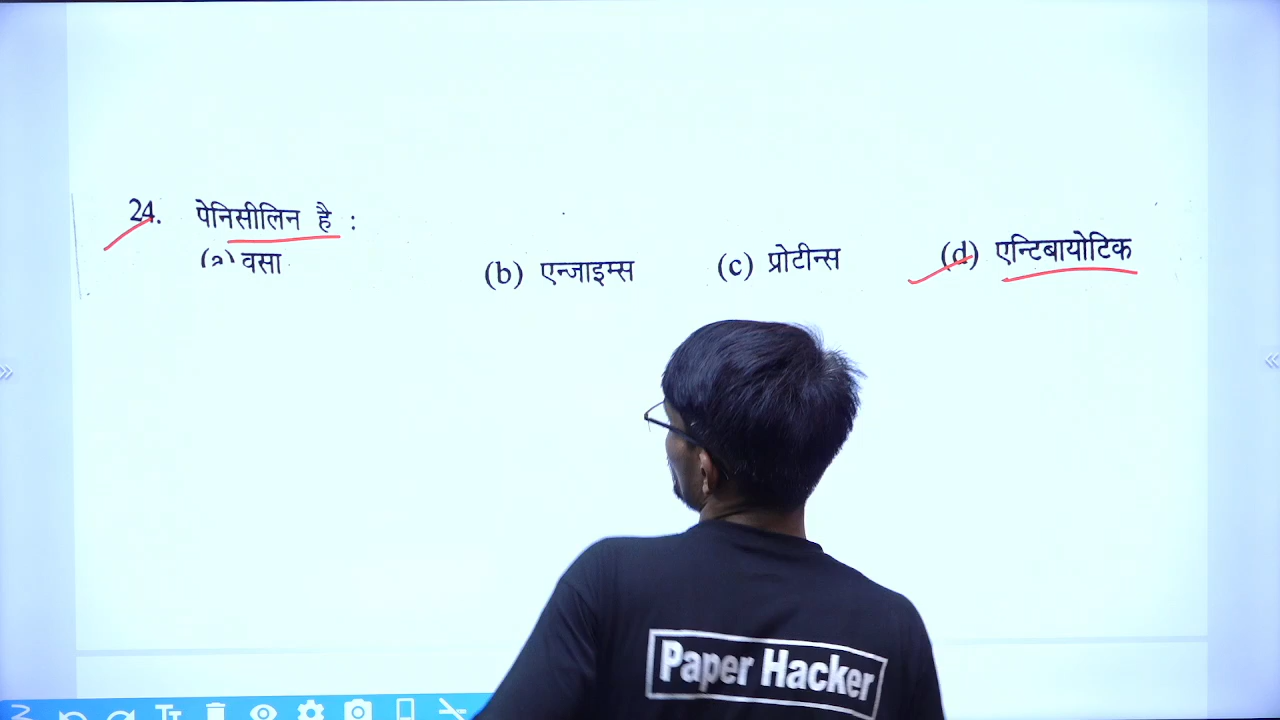 24. पेनिसीलिन है :
(a) वसा (b) एन्जाइम्स (c) प्रोटीन्स (d) एन्टिबायोटिक
Paper Hacker